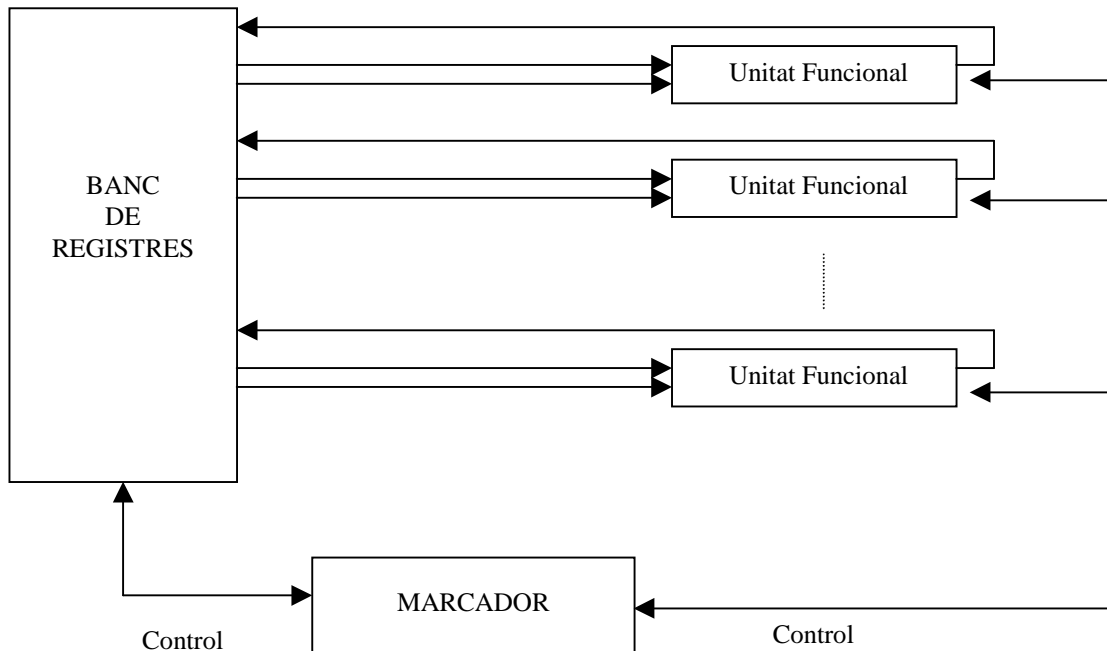 Unitat Funcional
BANC
DE
REGISTRES
Unitat Funcional
Unitat Funcional
MARCADOR
Control
Control